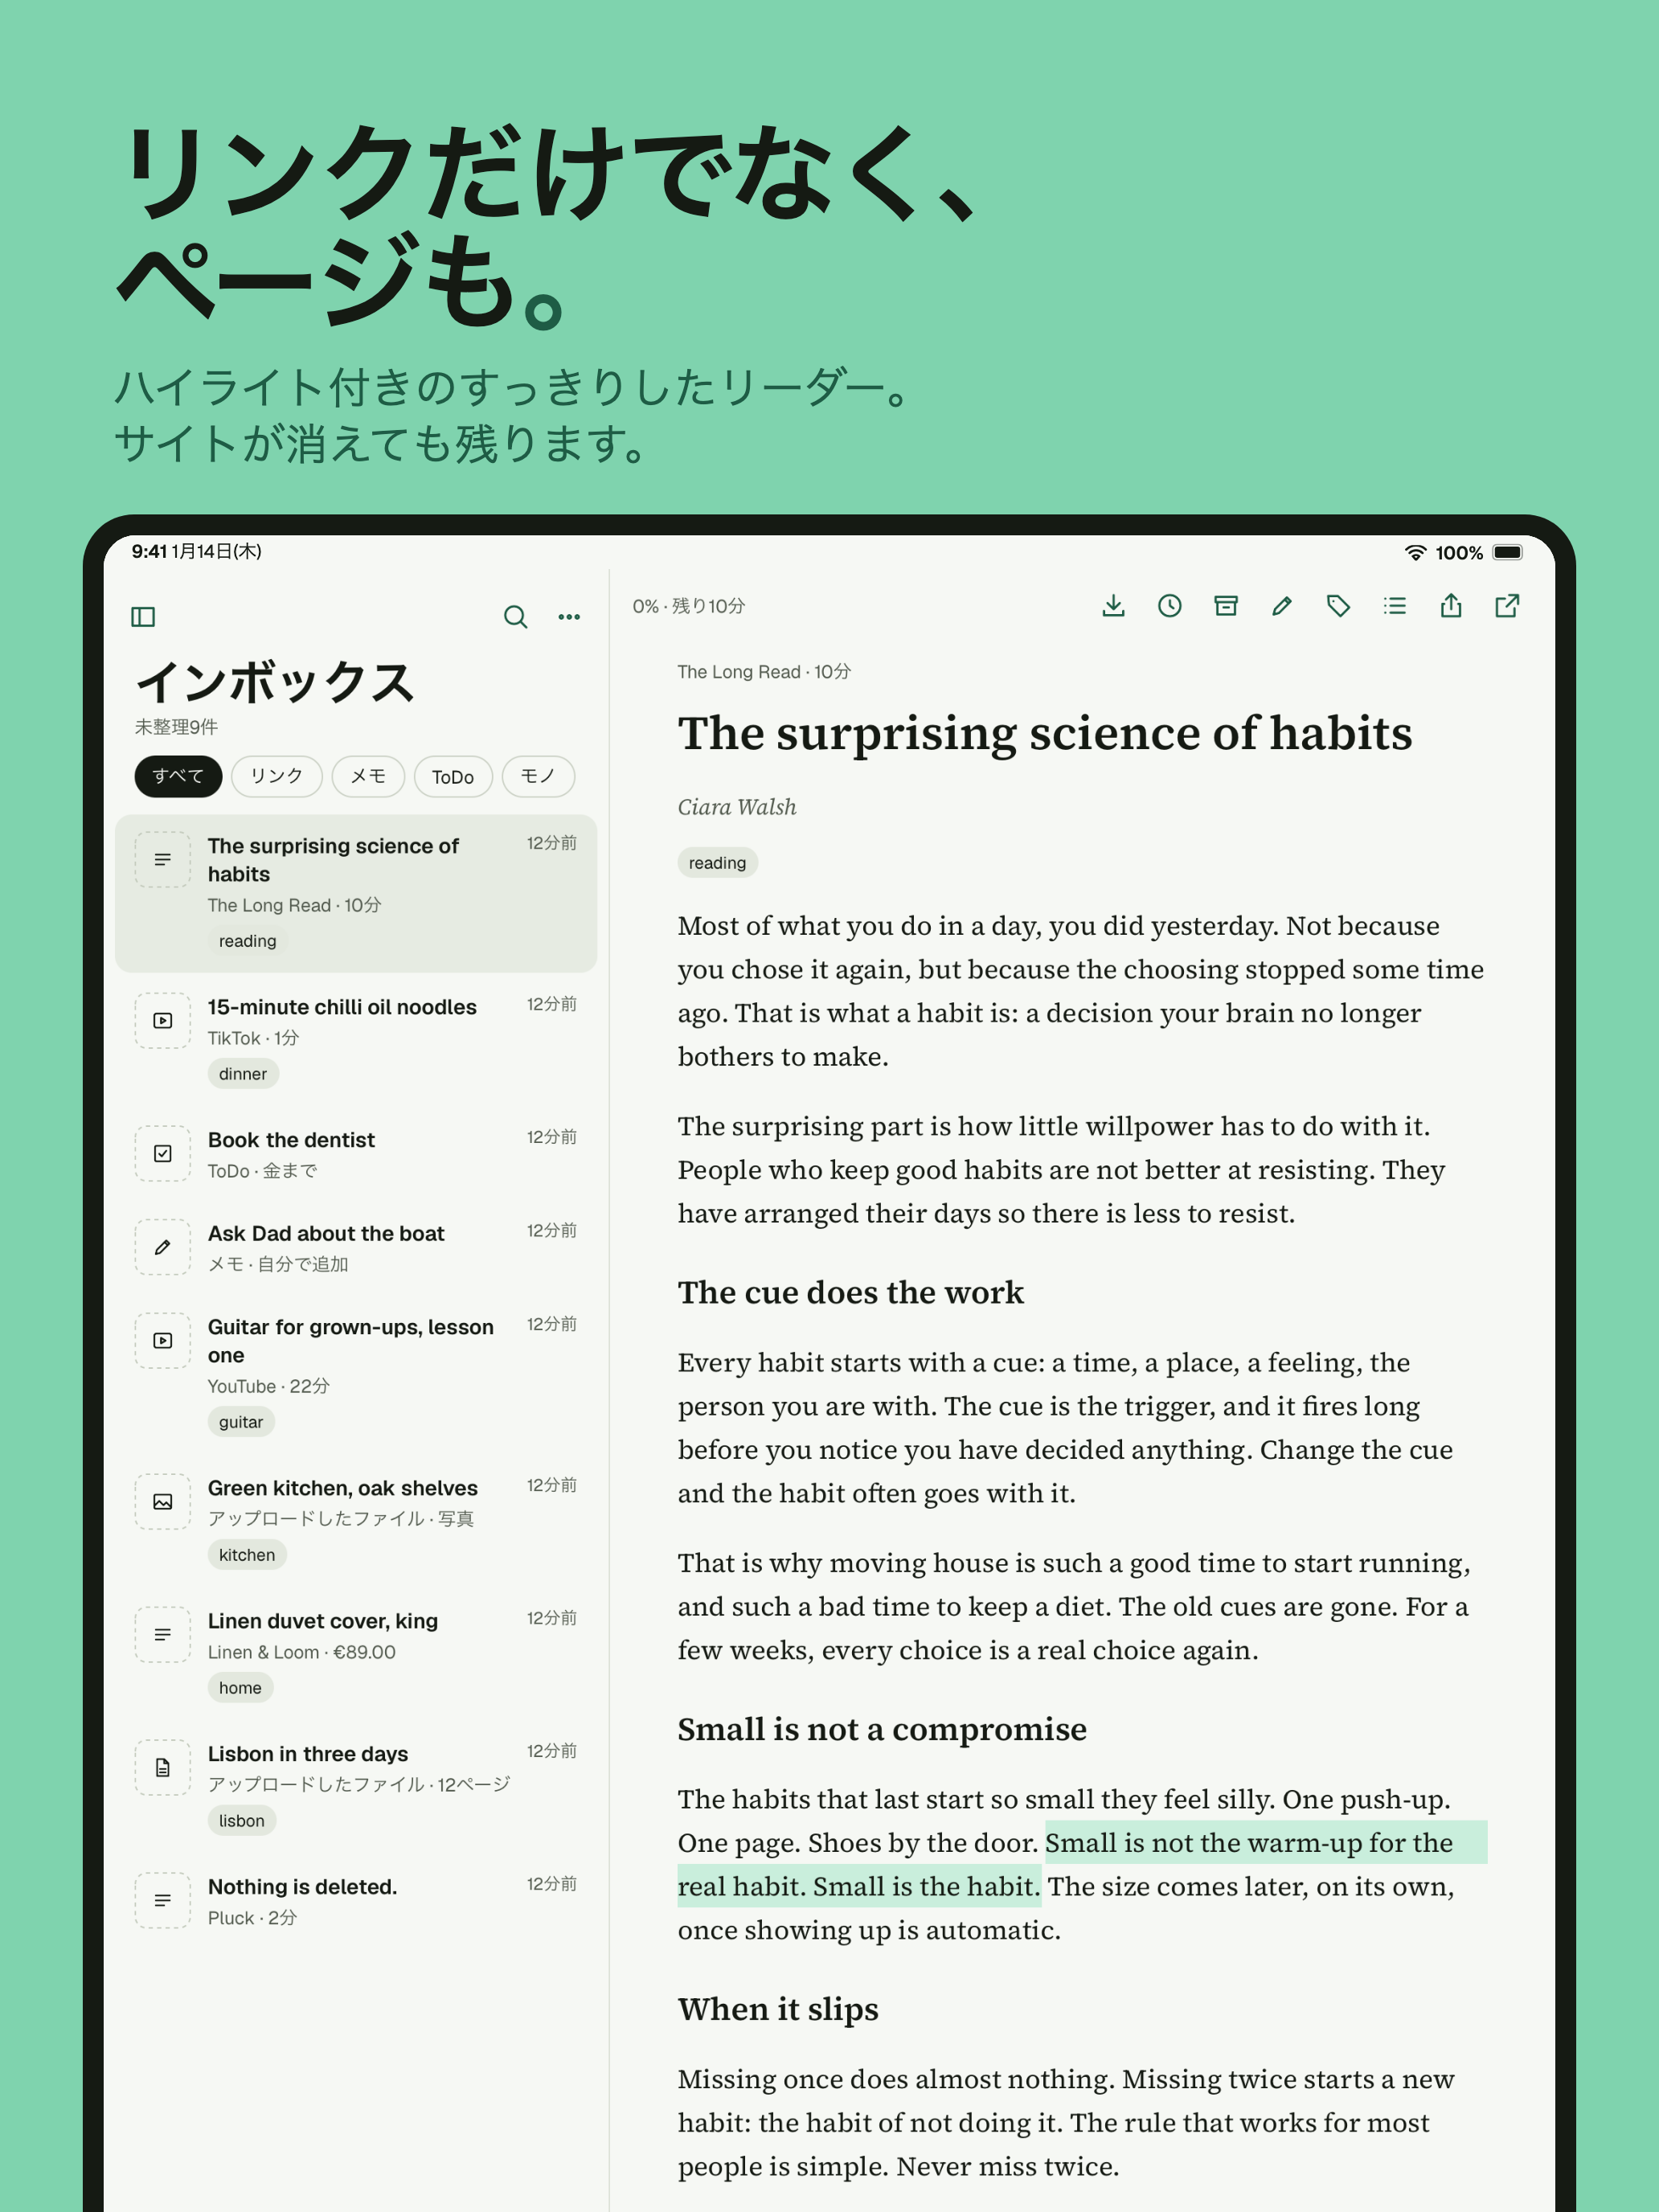 リンクだけでなく、
ページも。
ハイライト付きのすっきりしたリーダー。
サイトが消えても残ります。
9:41 1月14日(木)
100%
インボックス
未整理9件
すべて
リンク
メモ
ToDo
モノ
The surprising science of
habits
12分前
The Long Read · 10分
reading
15-minute chilli oil noodles
12分前
TikTok · 1分
dinner
Book the dentist
12分前
ToDo · 金まで
Ask Dad about the boat
12分前
メモ · 自分で追加
Guitar for grown-ups, lesson
one
12分前
YouTube · 22分
guitar
Green kitchen, oak shelves
12分前
アップロードしたファイル · 写真
kitchen
Linen duvet cover, king
12分前
Linen & Loom · €89.00
home
Lisbon in three days
12分前
アップロードしたファイル · 12ページ
lisbon
Nothing is deleted.
12分前
Pluck · 2分
0% · 残り10分
The Long Read · 10分
The surprising science of habits
Ciara Walsh
reading
Most of what you do in a day, you did yesterday. Not because
you chose it again, but because the choosing stopped some time
ago. That is what a habit is: a decision your brain no longer
bothers to make.
The surprising part is how little willpower has to do with it.
People who keep good habits are not better at resisting. They
have arranged their days so there is less to resist.
The cue does the work
Every habit starts with a cue: a time, a place, a feeling, the
person you are with. The cue is the trigger, and it fires long
before you notice you have decided anything. Change the cue
and the habit often goes with it.
That is why moving house is such a good time to start running,
and such a bad time to keep a diet. The old cues are gone. For a
few weeks, every choice is a real choice again.
Small is not a compromise
The habits that last start so small they feel silly. One push-up.
One page. Shoes by the door. Small is not the warm-up for the
real habit. Small is the habit. The size comes later, on its own,
once showing up is automatic.
When it slips
Missing once does almost nothing. Missing twice starts a new
habit: the habit of not doing it. The rule that works for most
people is simple. Never miss twice.